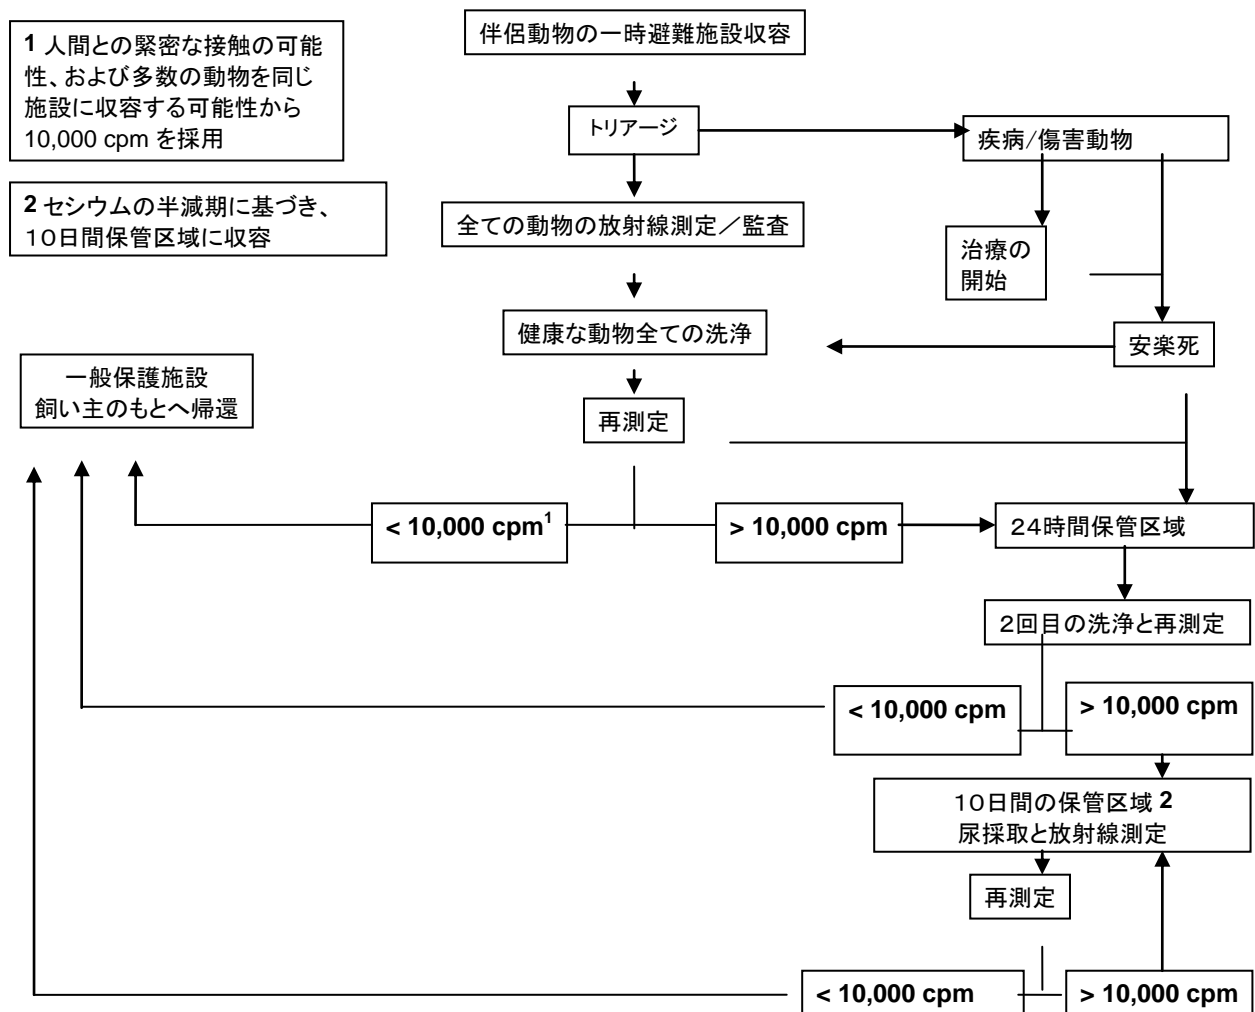 伴侶動物の一時避難施設収容
1 人間との緊密な接触の可能
性、および多数の動物を同じ
施設に収容する可能性から
10,000 cpm を採用
トリアージ
疾病/傷害動物
2 セシウムの半減期に基づき、
１０日間保管区域に収容
全ての動物の放射線測定／監査
治療の
開始
健康な動物全ての洗浄
安楽死
一般保護施設
飼い主のもとへ帰還
再測定
< 10,000 cpm1
> 10,000 cpm
２４時間保管区域
２回目の洗浄と再測定
< 10,000 cpm
> 10,000 cpm
１０日間の保管区域 2
尿採取と放射線測定
再測定
< 10,000 cpm
> 10,000 cpm